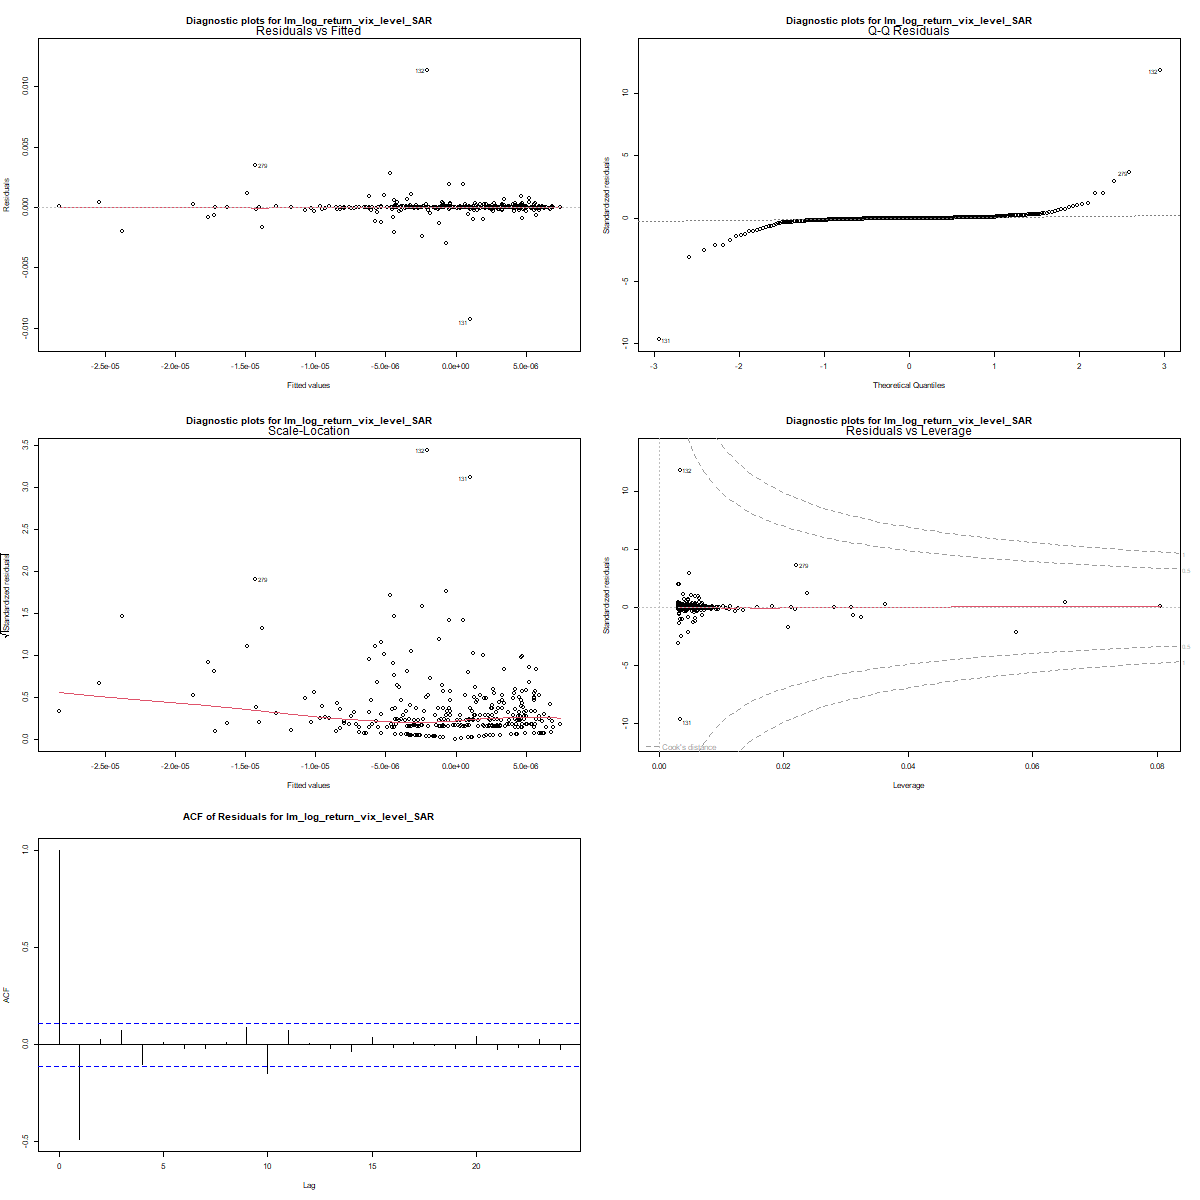 Diagnostic plots for lm_log_return_vix_level_SAR
Residuals vs Fitted
Residuals
0.010
0.005
0.000
-0.005
-0.010
132
279
131
-2.5e-05 -2.0e-05 -1.5e-05 -1.0e-05 -5.0e-06 0.0e+00 5.0e-06
Fitted values
Diagnostic plots for lm_log_return_vix_level_SAR
Q-Q Residuals
Standardized residuals
10
5
0
-5
-10
132
279
131
-3 -2 -1 0 1 2 3
Theoretical Quantiles
Diagnostic plots for lm_log_return_vix_level_SAR
Scale-Location
√|Standardized residuals|
3.5
3.0
2.5
2.0
1.5
1.0
0.5
0.0
132
131
279
-2.5e-05 -2.0e-05 -1.5e-05 -1.0e-05 -5.0e-06 0.0e+00 5.0e-06
Fitted values
Diagnostic plots for lm_log_return_vix_level_SAR
Residuals vs Leverage
Standardized residuals
10
5
0
-5
-10
132
279
131
1
0.5
0.5
1
Cook's distance
0.00 0.02 0.04 0.06 0.08
Leverage
ACF of Residuals for lm_log_return_vix_level_SAR
ACF
1.0
0.5
0.0
-0.5
0 5 10 15 20
Lag